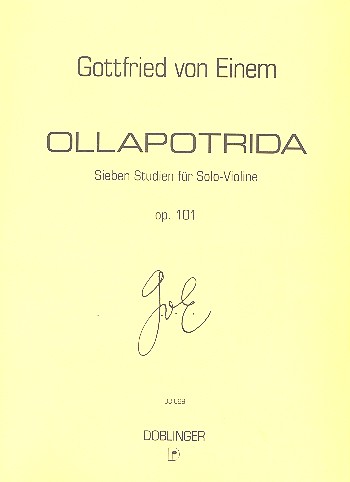 Gottfried von Einem
OLLAPOTRIDA
Sieben Studien für Solo-Violine
op. 101
G.v.E.
DOBLINGER